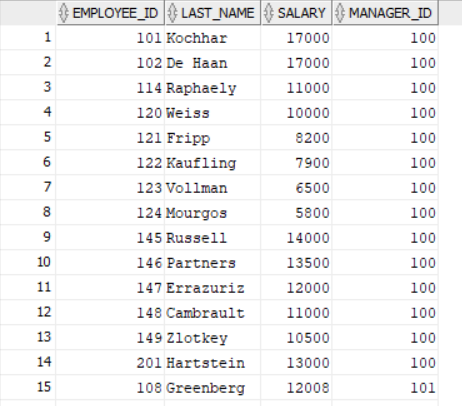 EMPLOYEE_ID LAST_NAME SALARY MANAGER_ID
1 101 Kochhar 17000 100
2 102 De Haan 17000 100
3 114 Raphaely 11000 100
4 120 Weiss 10000 100
5 121 Fripp 8200 100
6 122 Kaufling 7900 100
7 123 Vollman 6500 100
8 124 Mourgos 5800 100
9 145 Russell 14000 100
10 146 Partners 13500 100
11 147 Errazuriz 12000 100
12 148 Cambrault 11000 100
13 149 Zlotkey 10500 100
14 201 Hartstein 13000 100
15 108 Greenberg 12008 101